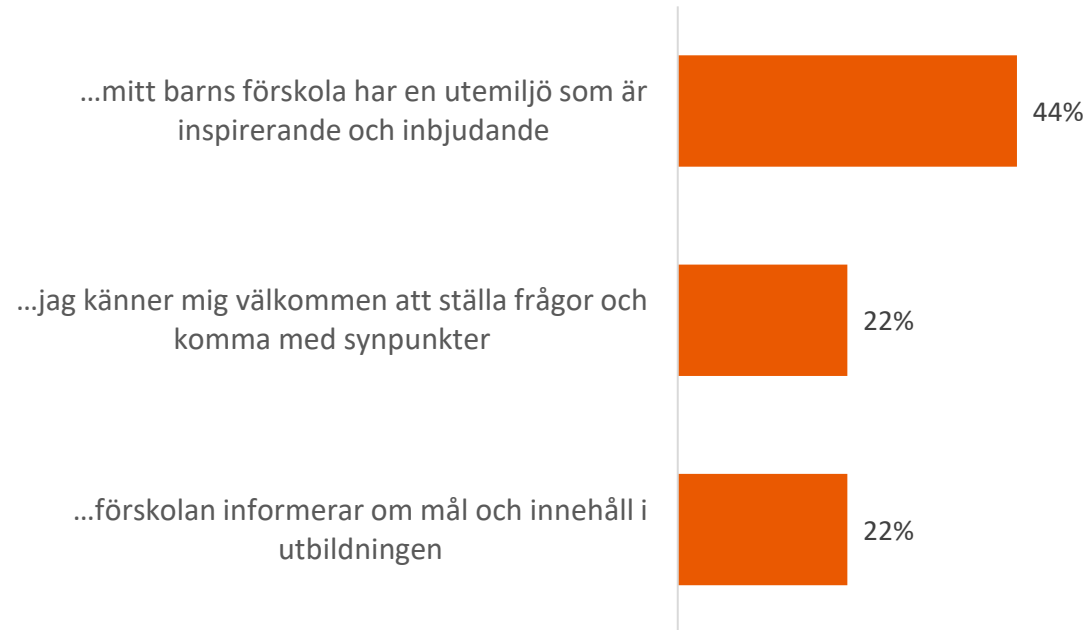 ...mitt barns förskola har en utemiljö som är
inspirerande och inbjudande
44%
...jag känner mig välkommen att ställa frågor och
komma med synpunkter
22%
...förskolan informerar om mål och innehåll i
utbildningen
22%